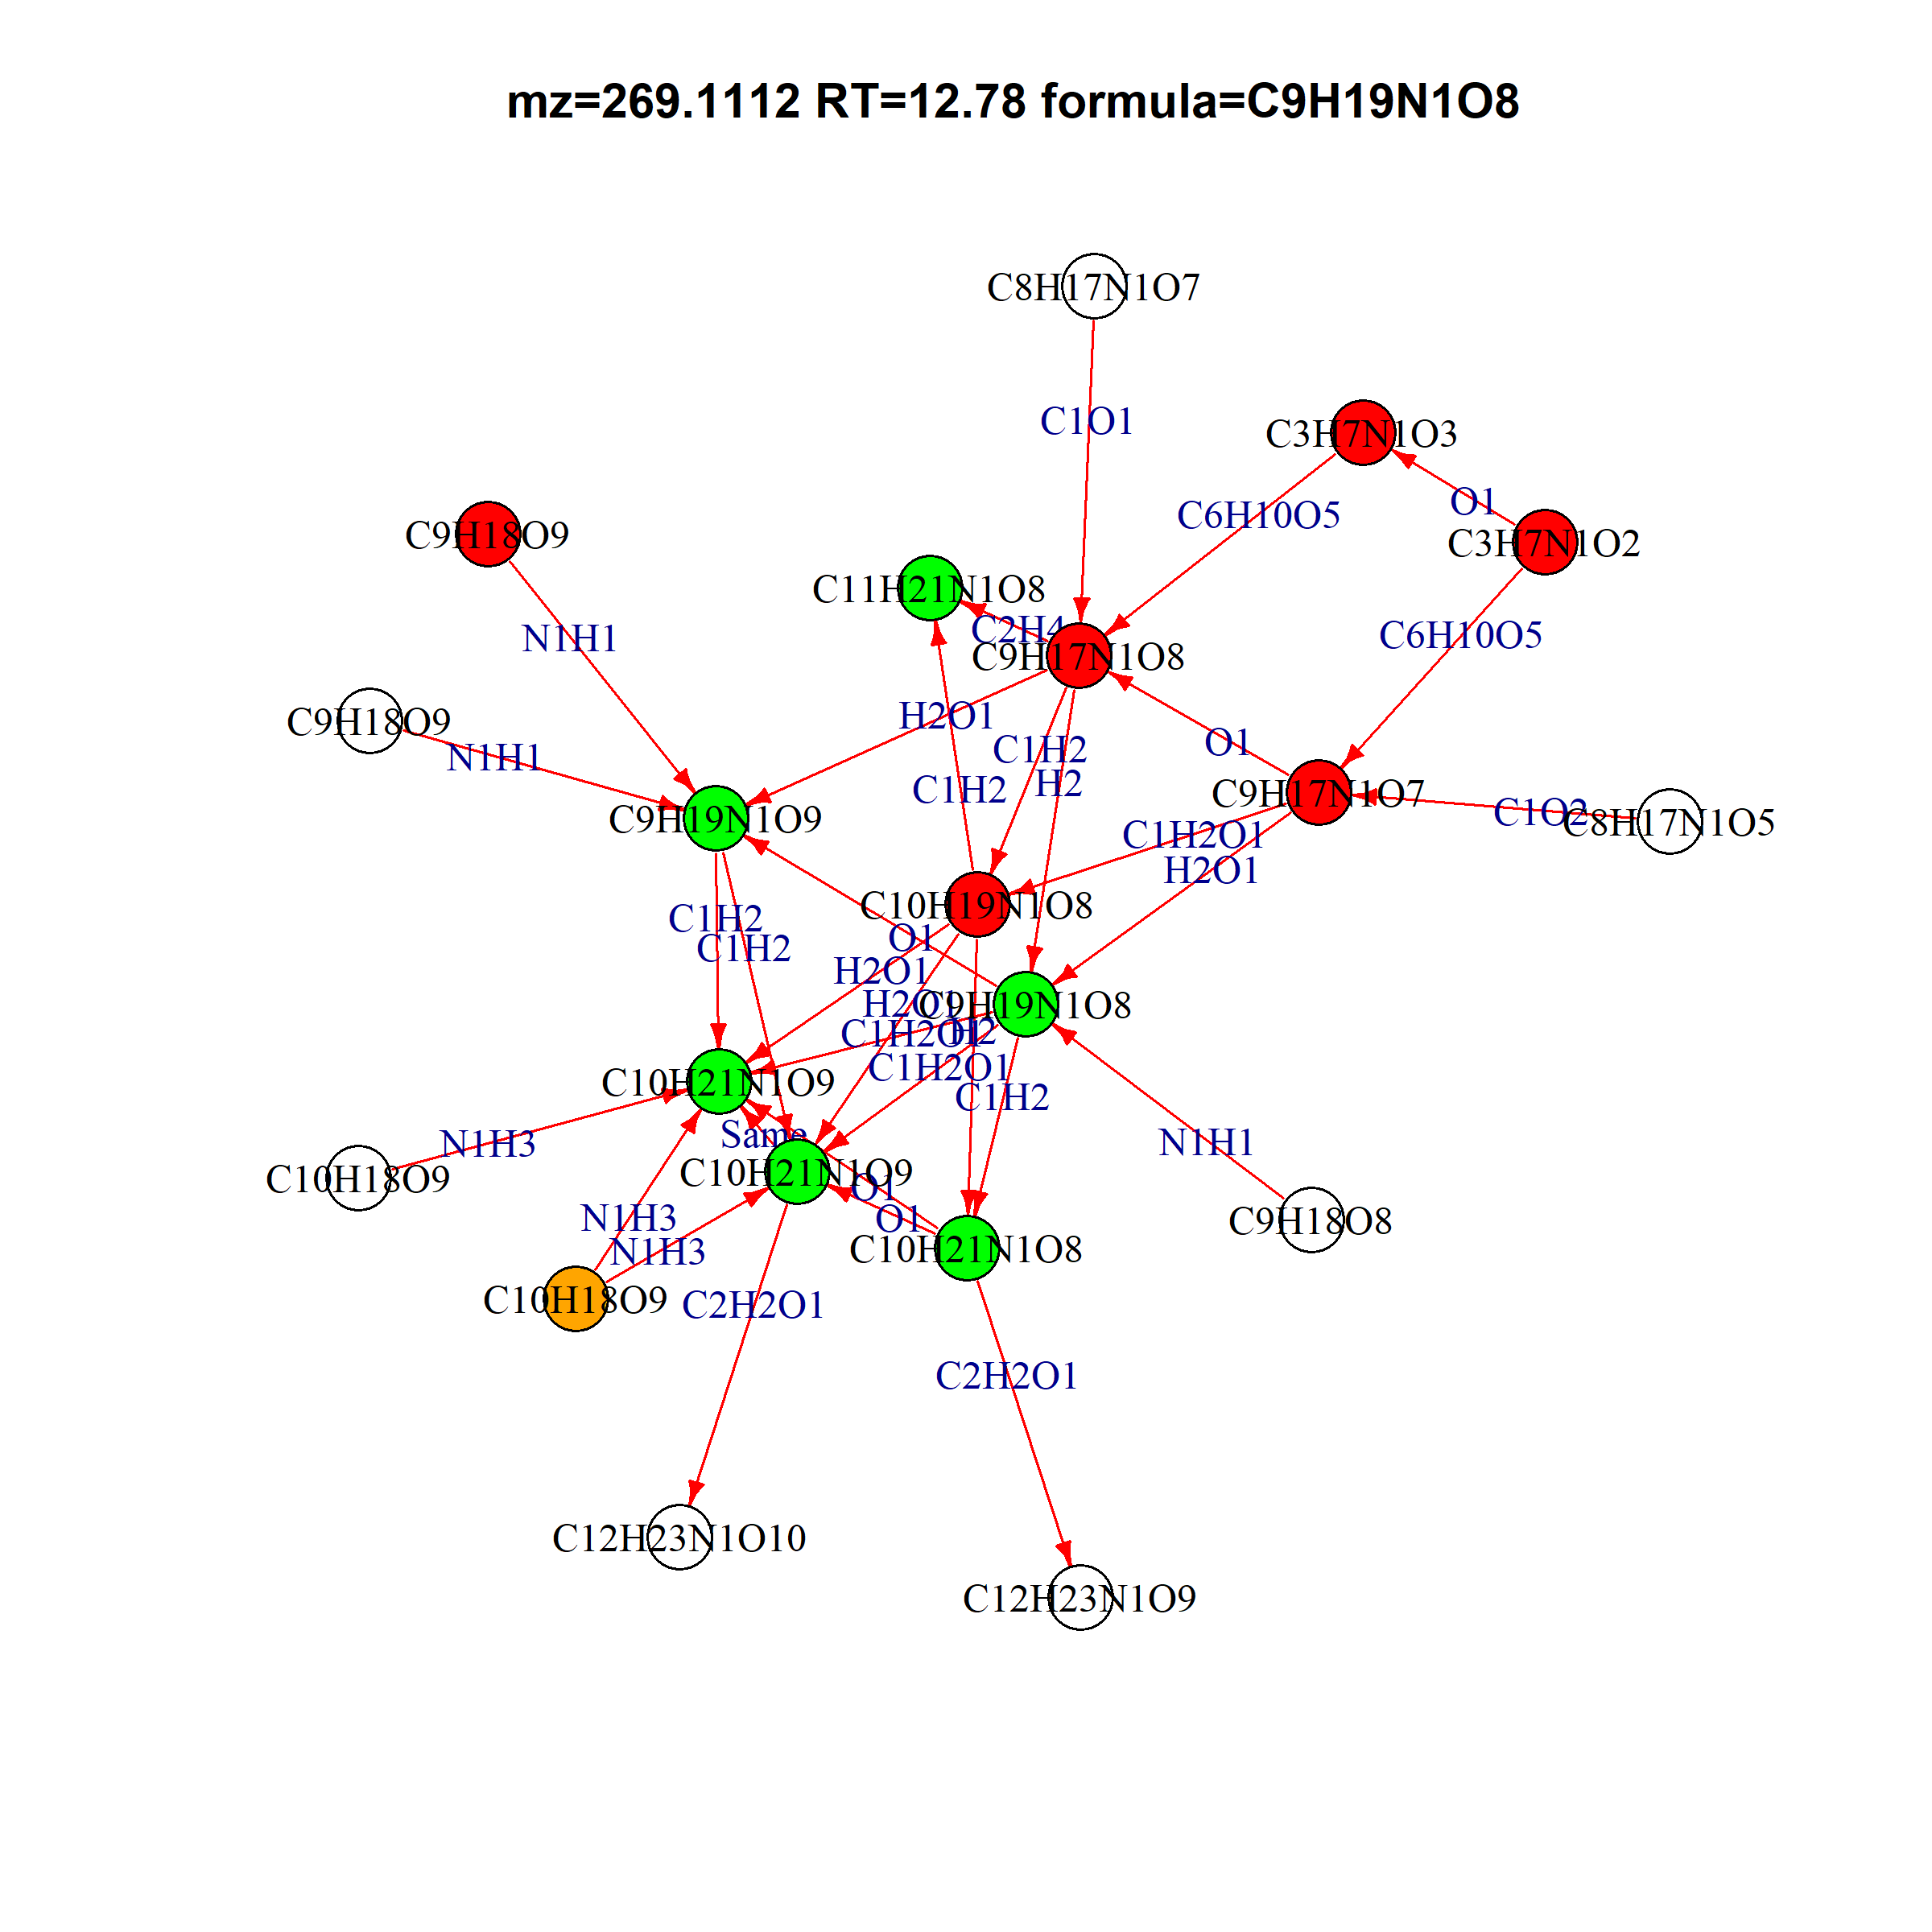 mz=269.1112 RT=12.78 formula=C9H19N1O8
C8H17N1O7
C1O1
C3H7N1O3
O1
C6H10O5
C3H7N1O2
C9H18O9
C11H21N1O8
C2H4
N1H1
C6H10O5
C9H17N1O8
C9H18O9
H2O1
O1
C1H2
N1H1
H2
C1H2
C9H17N1O7
C1O2
C8H17N1O5
C9H19N1O9
C1H2O1
H2O1
C10H19N1O8
C1H2
O1
C1H2
H2O1
H2O1
C9H19N1O8
C1H2O1
H2
C1H2O1
C10H21N1O9
C1H2
Same
N1H3
N1H1
C10H21N1O9
C10H18O9
O1
N1H3
O1
C9H18O8
N1H3
C10H21N1O8
C10H18O9
C2H2O1
C2H2O1
C12H23N1O10
C12H23N1O9